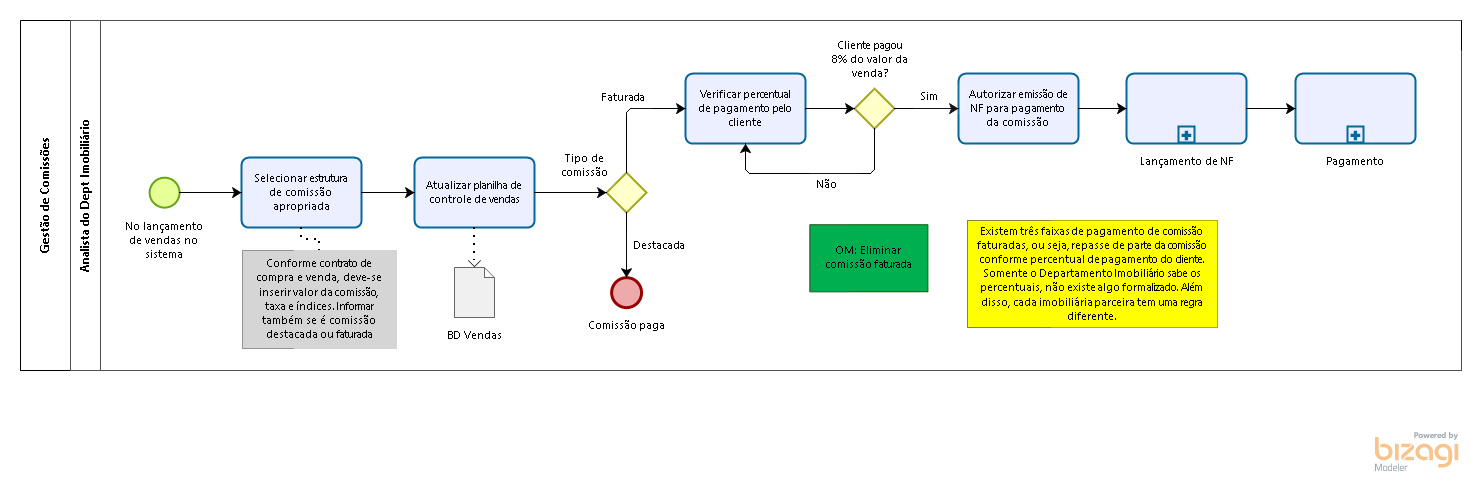 Gestão de Comissões
Analista do Dept Imobiliário
No lançamento
de vendas no
sistema
Selecionar estrutura
de comissão
apropriada
Conforme contrato de
compra e venda, deve-se
inserir valor da comissão,
taxa e índices. Informar
também se é comissão
destacada ou faturada
Atualizar planilha de
controle de vendas
BD Vendas
Tipo de
comissão
Faturada
Destacada
Comissão paga
Verificar percentual
de pagamento pelo
cliente
Cliente pagou
8% do valor da
venda?
Não
Sim
Autorizar emissão de
NF para pagamento
da comissão
Lançamento de NF
Pagamento
OM: Eliminar
comissão faturada
Existem três faixas de pagamento de comissão
faturadas, ou seja, repasse de parte da comissão
conforme percentual de pagamento do cliente.
Somente o Departamento Imobiliário sabe os
percentuais, não existe algo formalizado. Além
disso, cada imobiliária parceira tem uma regra
diferente.
Powered by
bizagi
Modeler